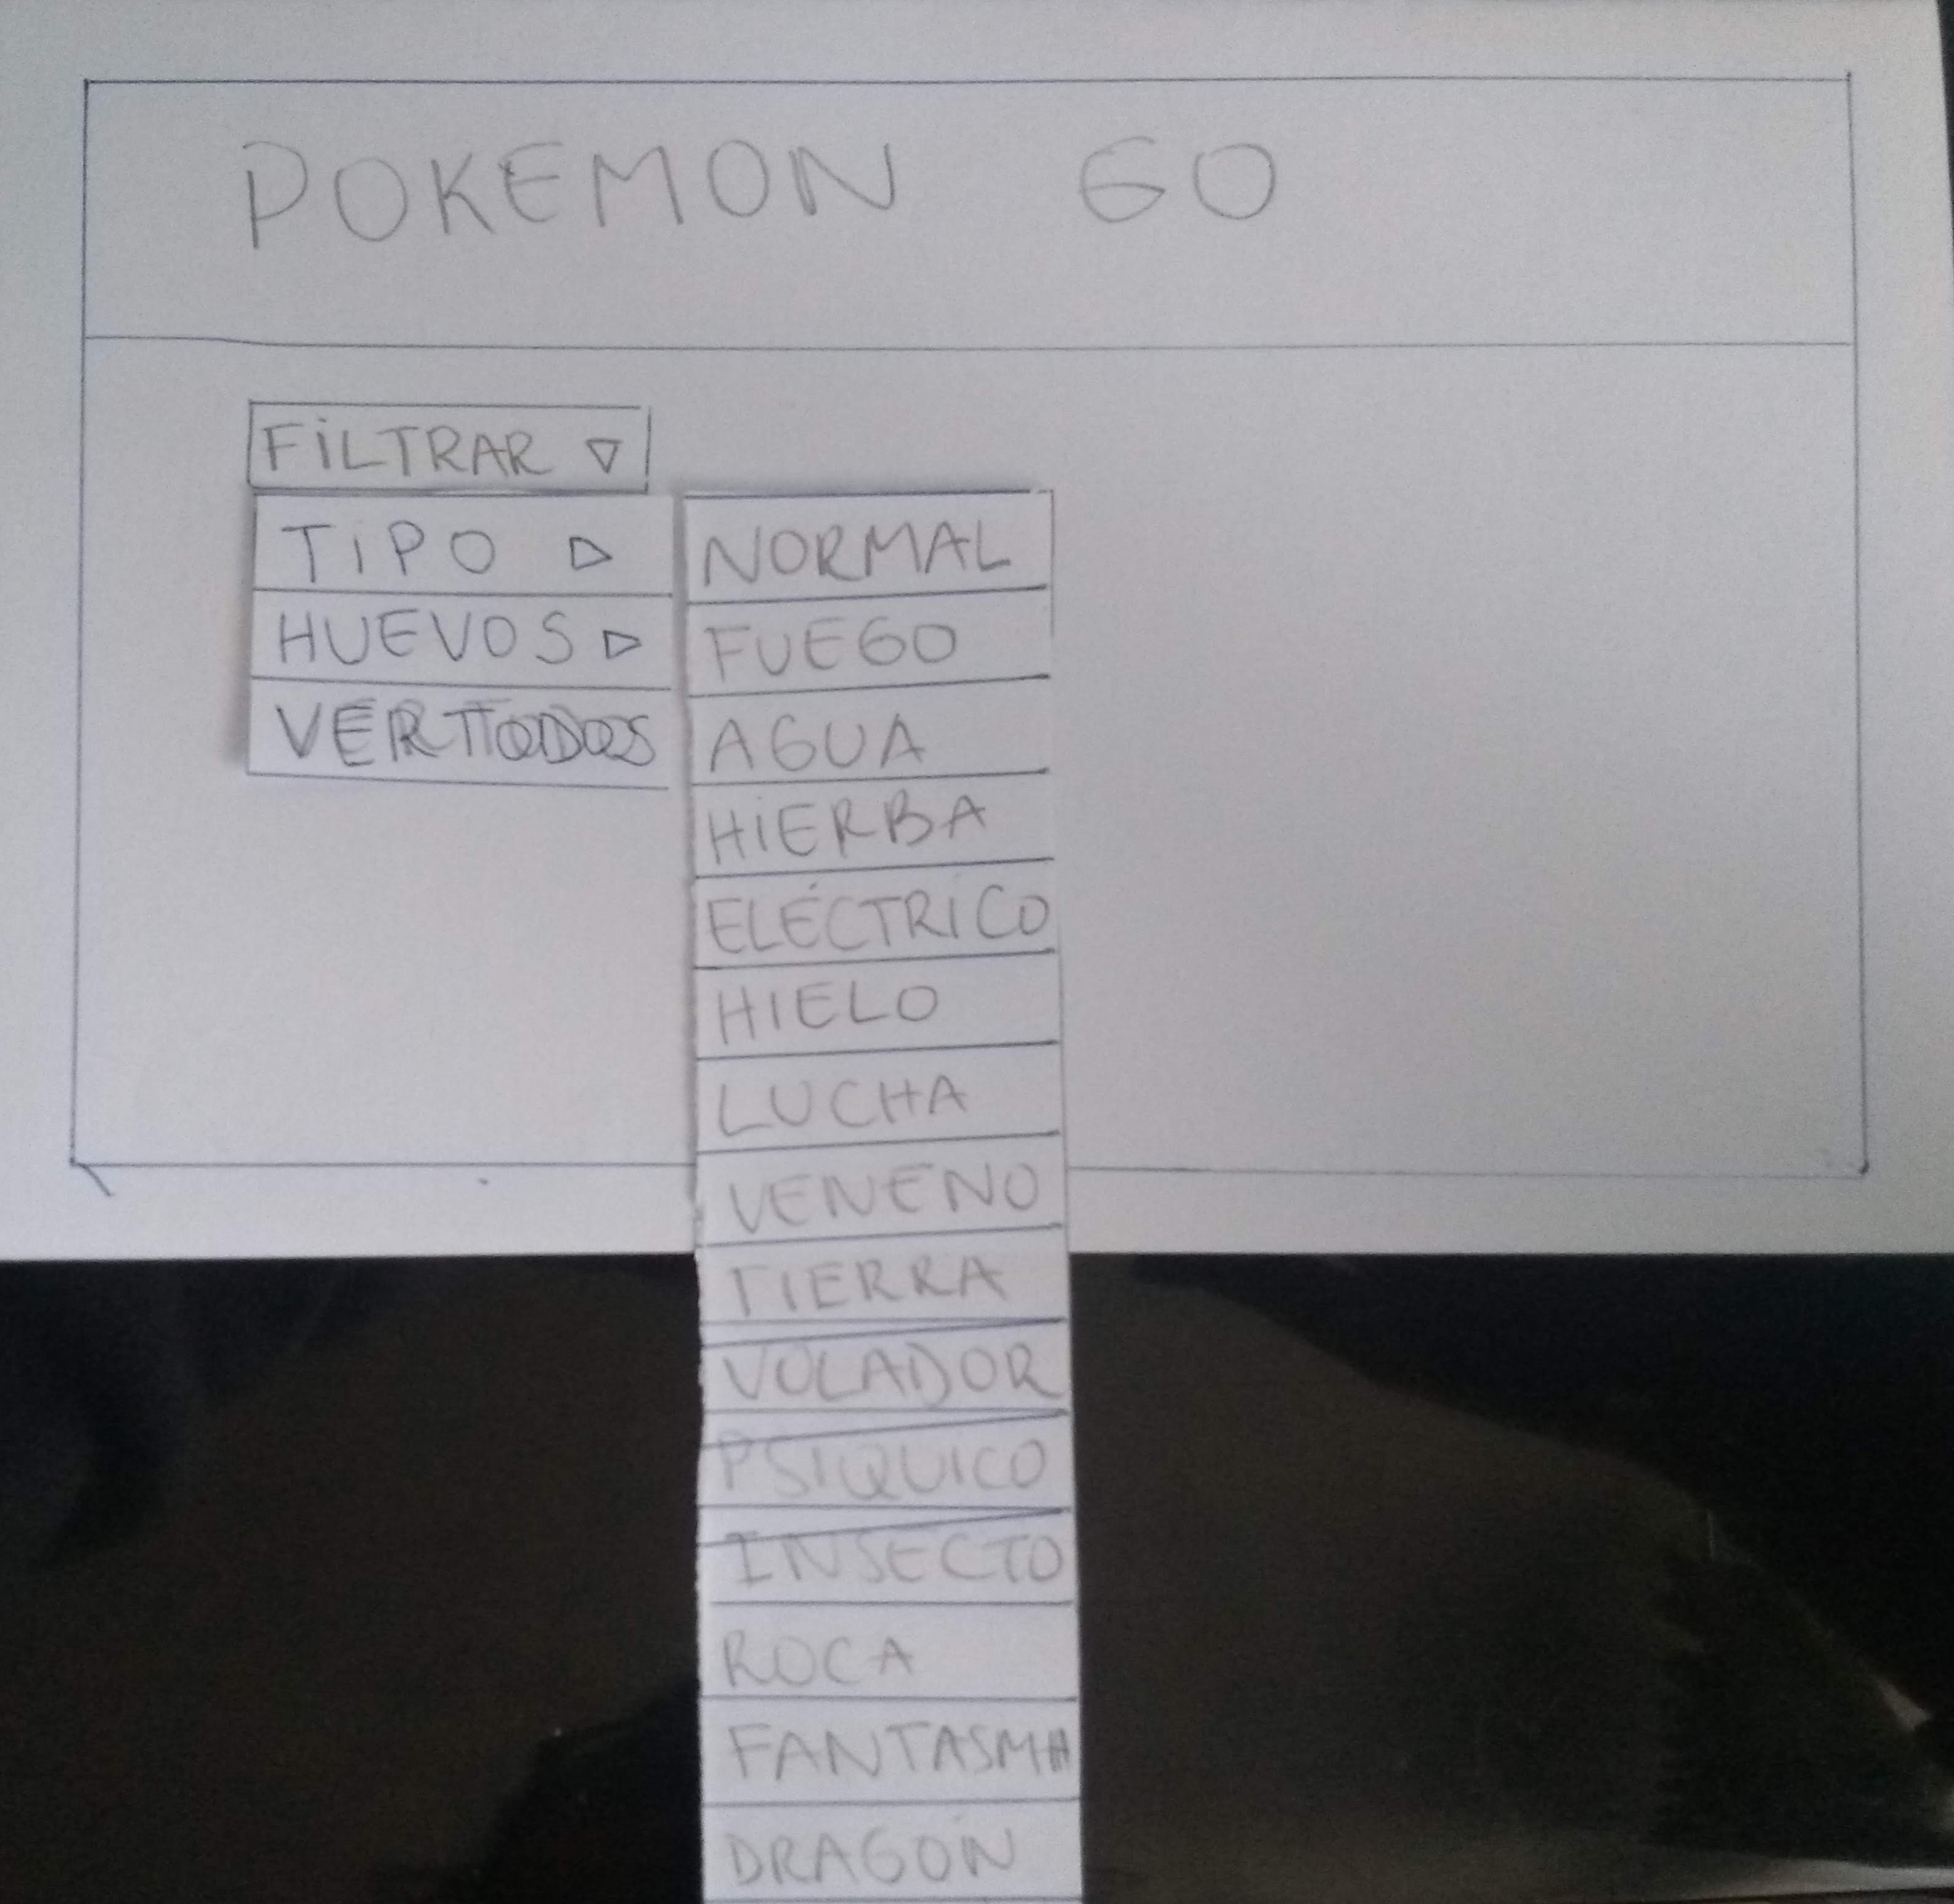 POKEMON GO
FILTRAR
TIPO
HUEVOS
VER TODOS
NORMAL
FUEGO
AGUA
HIERBA
ELÉCTRICO
HIELO
LUCHA
VENENO
TIERRA
VOLADOR
PSIQUICO
INSECTO
ROCA
FANTASMA
DRAGÓN